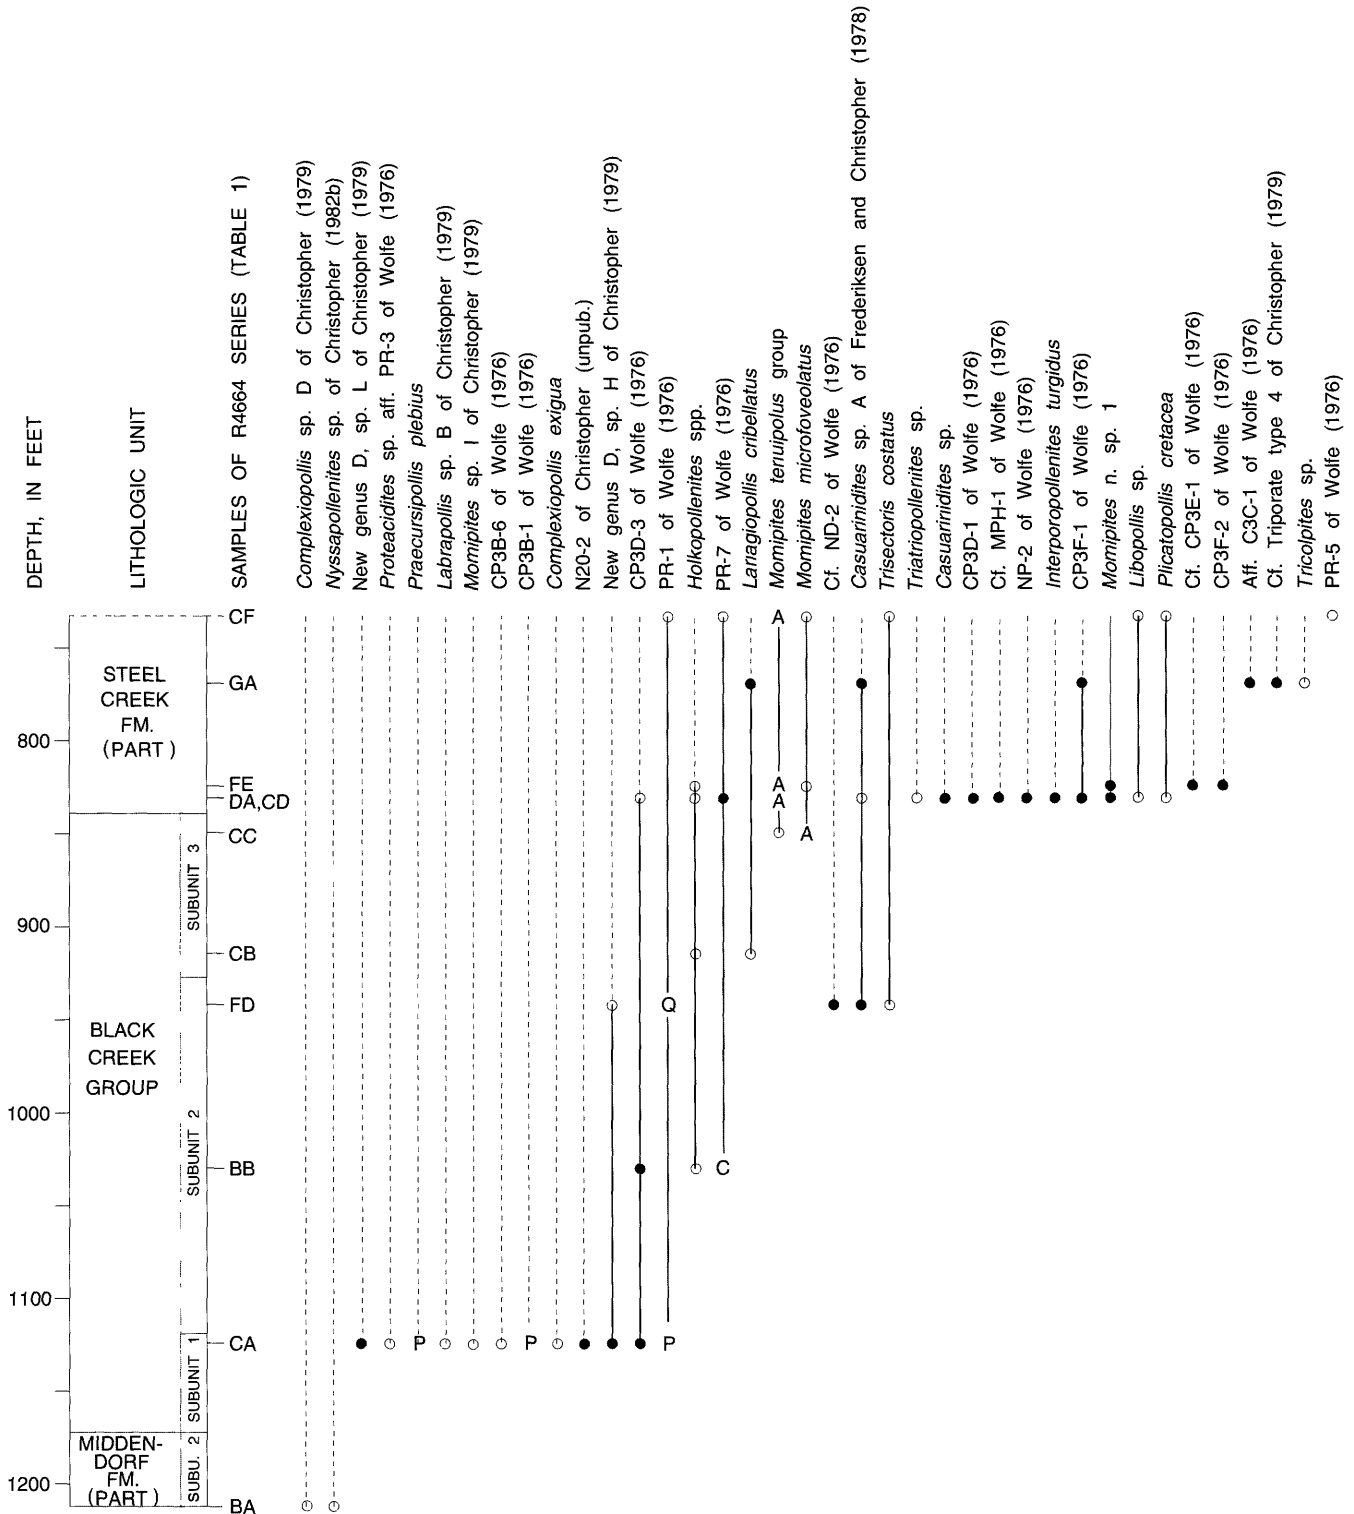 DEPTH, IN FEET
LITHOLOGIC UNIT
SAMPLES OF R4664 SERIES (TABLE 1)
Complexiopollis sp. D of Christopher (1979)
Nyssapollenites sp. of Christopher (1982b)
New genus D, sp. L of Christopher (1979)
Proteacidites sp. aff. PR-3 of Wolfe (1976)
Praecursipollis plebius
Labrapollis sp. B of Christopher (1979)
Momipites sp. I of Christopher (1979)
CP3B-6 of Wolfe (1976)
CP3B-1 of Wolfe (1976)
Complexiopollis exigua
N20-2 of Christopher (unpub.)
New genus D, sp. H of Christopher (1979)
CP3D-3 of Wolfe (1976)
PR-1 of Wolfe (1976)
Holkopollenites spp.
PR-7 of Wolfe (1976)
Lanagiopollis cribellatus
Momipites tenuipolus group
Momipites microfoveolatus
Cf. ND-2 of Wolfe (1976)
Casuarinidites sp. A of Frederiksen and Christopher (1978)
Trisectoris costatus
Triatriopollenites sp.
Casuarinidites sp.
CP3D-1 of Wolfe (1976)
Cf. MPH-1 of Wolfe (1976)
NP-2 of Wolfe (1976)
Interporopollenites turgidus
CP3F-1 of Wolfe (1976)
Momipites n. sp. 1
Libopollis sp.
Plicatopollis cretacea
Cf. CP3E-1 of Wolfe (1976)
CP3F-2 of Wolfe (1976)
Aff. C3C-1 of Wolfe (1976)
Cf. Triporate type 4 of Christopher (1979)
Tricolpites sp.
PR-5 of Wolfe (1976)
CF A
STEEL
CREEK
FM.
(PART)
GA
800
FE A
DA,CD A
CC A
SUBUNIT 3
900
CB
FD Q
BLACK
CREEK
GROUP
1000
SUBUNIT 2
BB C
1100
CA P P P
SUBUNIT 1
MIDDEN-
DORF
FM.
(PART)
SUBU. 2
1200
BA